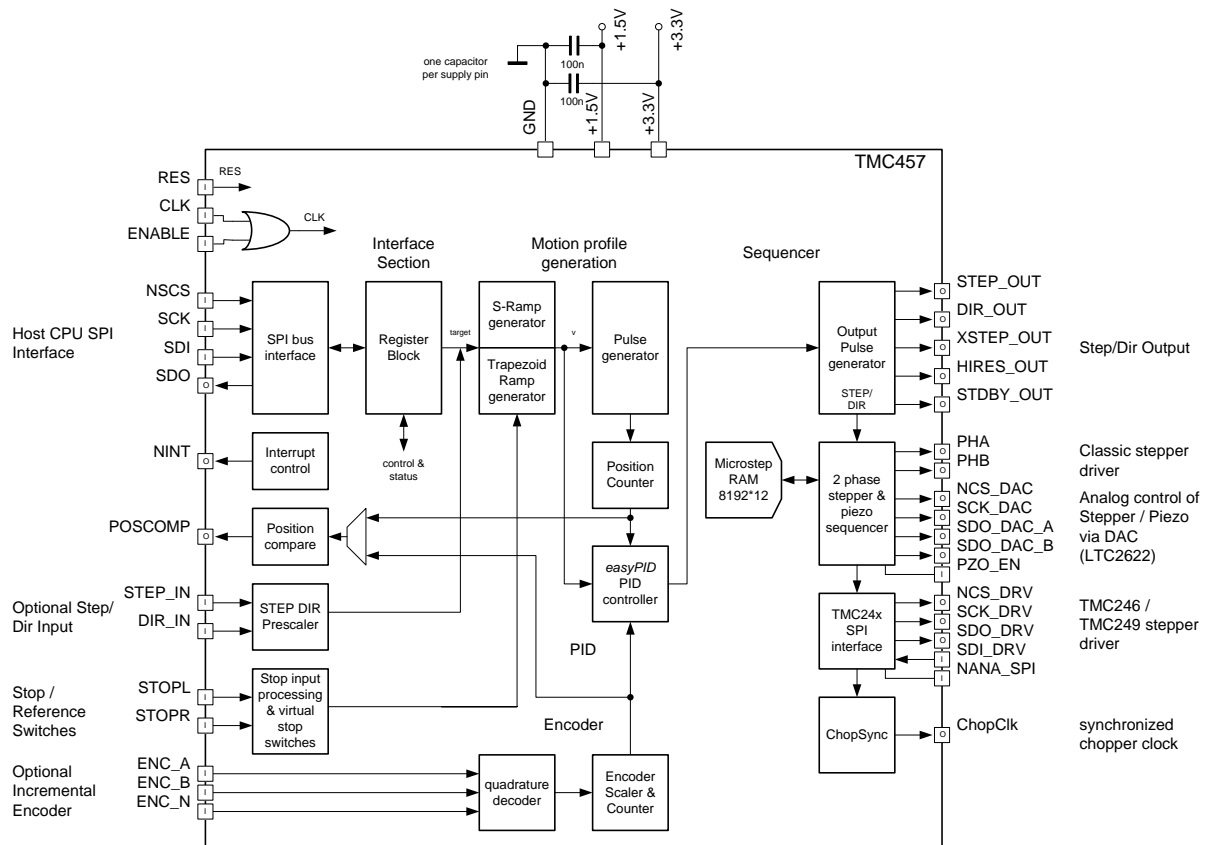 +1.5V
+3.3V
one capacitor
per supply pin
100n
100n
GND
+1.5V
+3.3V
TMC457
RES
I
RES
CLK
I
CLK
ENABLE
I
Interface
Section
Motion profile
generation
Sequencer
Host CPU SPI
Interface
NSCS
I
SCK
I
SDI
I
SDO
O
SPI bus
interface
Register
Block
target
S-Ramp
generator
Trapezoid
Ramp
generator
v
Pulse
generator
Output
Pulse
generator
STEP/
DIR
STEP_OUT
O
DIR_OUT
O
XSTEP_OUT
O
HIRES_OUT
O
STDBY_OUT
O
Step/Dir Output
NINT
O
Interrupt
control
control &
status
Position
Counter
Microstep
RAM
8192*12
2 phase
stepper &
piezo
sequencer
PHA
O
PHB
O
Classic stepper
driver
NCS_DAC
O
SCK_DAC
O
SDO_DAC_A
O
SDO_DAC_B
O
PZO_EN
I
Analog control of
Stepper / Piezo
via DAC
(LTC2622)
POSCOMP
O
Position
compare
easyPID
PID
controller
Optional Step/
Dir Input
STEP_IN
I
DIR_IN
I
STEP DIR
Prescaler
PID
TMC24x
SPI
interface
NCS_DRV
O
SCK_DRV
O
SDO_DRV
O
SDI_DRV
I
NANA_SPI
I
TMC246 /
TMC249 stepper
driver
Stop /
Reference
Switches
STOPL
I
STOPR
I
Stop input
processing
& virtual
stop
switches
Encoder
ChopSync
ChopClk
O
synchronized
chopper clock
Optional
Incremental
Encoder
ENC_A
I
ENC_B
I
ENC_N
I
quadrature
decoder
Encoder
Scaler &
Counter